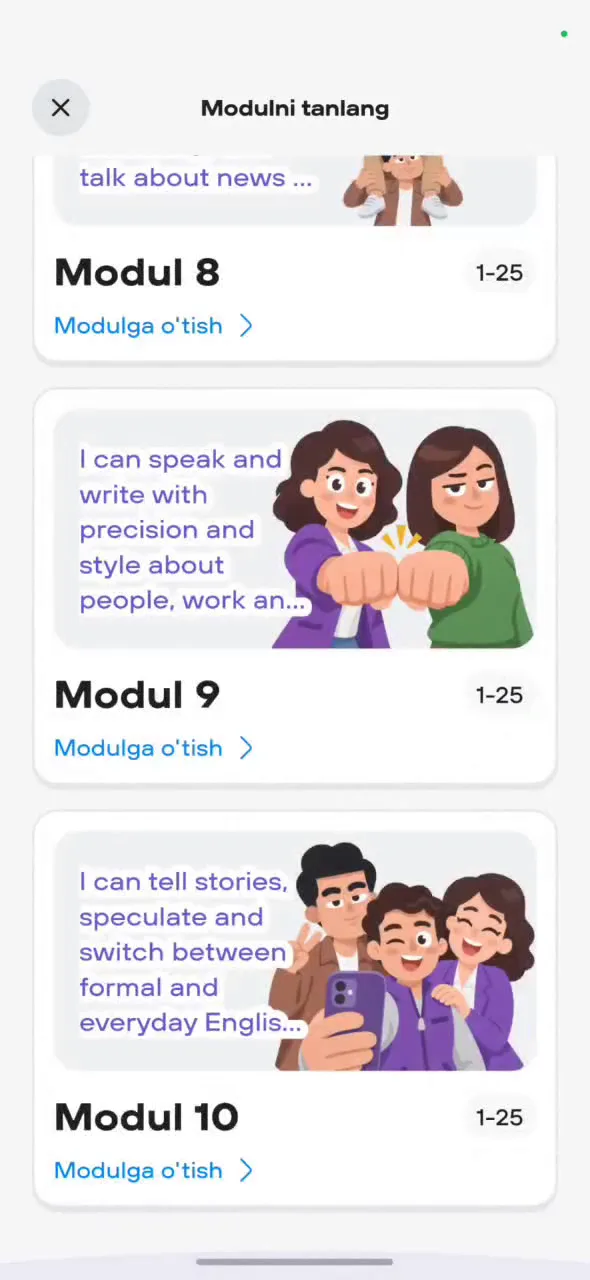 Modulni tanlang
talk about news ...
Modul 8
1-25
Modulga o'tish
I can speak and
write with
precision and
style about
people, work an...
Modul 9
1-25
Modulga o'tish
I can tell stories,
speculate and
switch between
formal and
everyday Englis...
Modul 10
1-25
Modulga o'tish